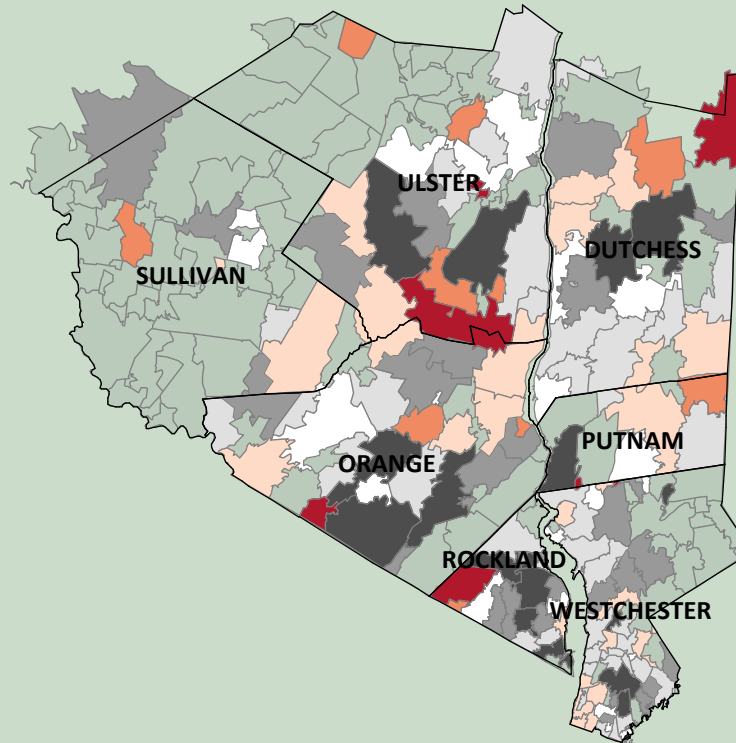 ULSTER
DUTCHESS
SULLIVAN
PUTNAM
ORANGE
ROCKLAND
WESTCHESTER